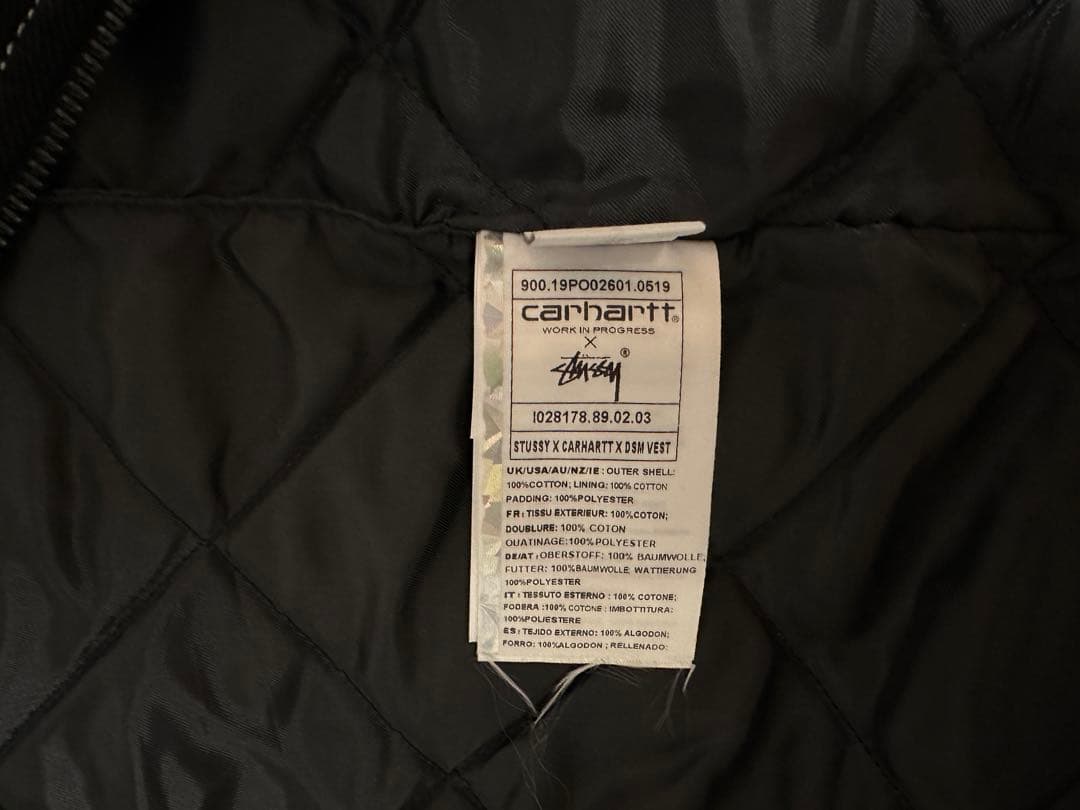 900.19PO02601.0519
carhartt®
WORK IN PROGRESS
×
Stüssy®
I028178.89.02.03
STUSSY X CARHARTT X DSM VEST
UK/USA/AU/NZ/IE : OUTER SHELL:
100%COTTON; LINING: 100% COTTON
PADDING: 100%POLYESTER
FR: TISSU EXTERIEUR: 100%COTON;
DOUBLURE: 100% COTON
OUATINAGE:100%POLYESTER
DE/AT :OBERSTOFF: 100% BAUMWOLLE;
FUTTER: 100%BAUMWOLLE; WATTIERUNG
100%POLYESTER
IT : TESSUTO ESTERNO : 100% COTONE;
FODERA :100% COTONE ; IMBOTTITURA:
100%POLIESTERE
ES: TEJIDO EXTERNO: 100% ALGODON;
FORRO: 100%ALGODON ; RELLENADO: